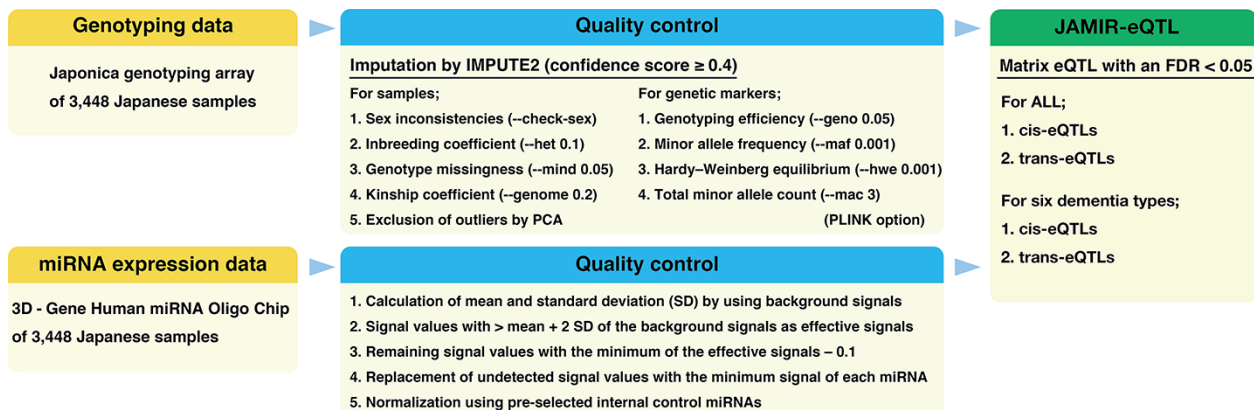 Genotyping data
Japonica genotyping array
of 3,448 Japanese samples
Quality control
Imputation by IMPUTE2 (confidence score ≥ 0.4)
For samples;
1. Sex inconsistencies (--check-sex)
2. Inbreeding coefficient (--het 0.1)
3. Genotype missingness (--mind 0.05)
4. Kinship coefficient (--genome 0.2)
5. Exclusion of outliers by PCA
For genetic markers;
1. Genotyping efficiency (--geno 0.05)
2. Minor allele frequency (--maf 0.001)
3. Hardy–Weinberg equilibrium (--hwe 0.001)
4. Total minor allele count (--mac 3)
(PLINK option)
miRNA expression data
3D - Gene Human miRNA Oligo Chip
of 3,448 Japanese samples
Quality control
1. Calculation of mean and standard deviation (SD) by using background signals
2. Signal values with > mean + 2 SD of the background signals as effective signals
3. Remaining signal values with the minimum of the effective signals – 0.1
4. Replacement of undetected signal values with the minimum signal of each miRNA
5. Normalization using pre-selected internal control miRNAs
JAMIR-eQTL
Matrix eQTL with an FDR < 0.05
For ALL;
1. cis-eQTLs
2. trans-eQTLs
For six dementia types;
1. cis-eQTLs
2. trans-eQTLs